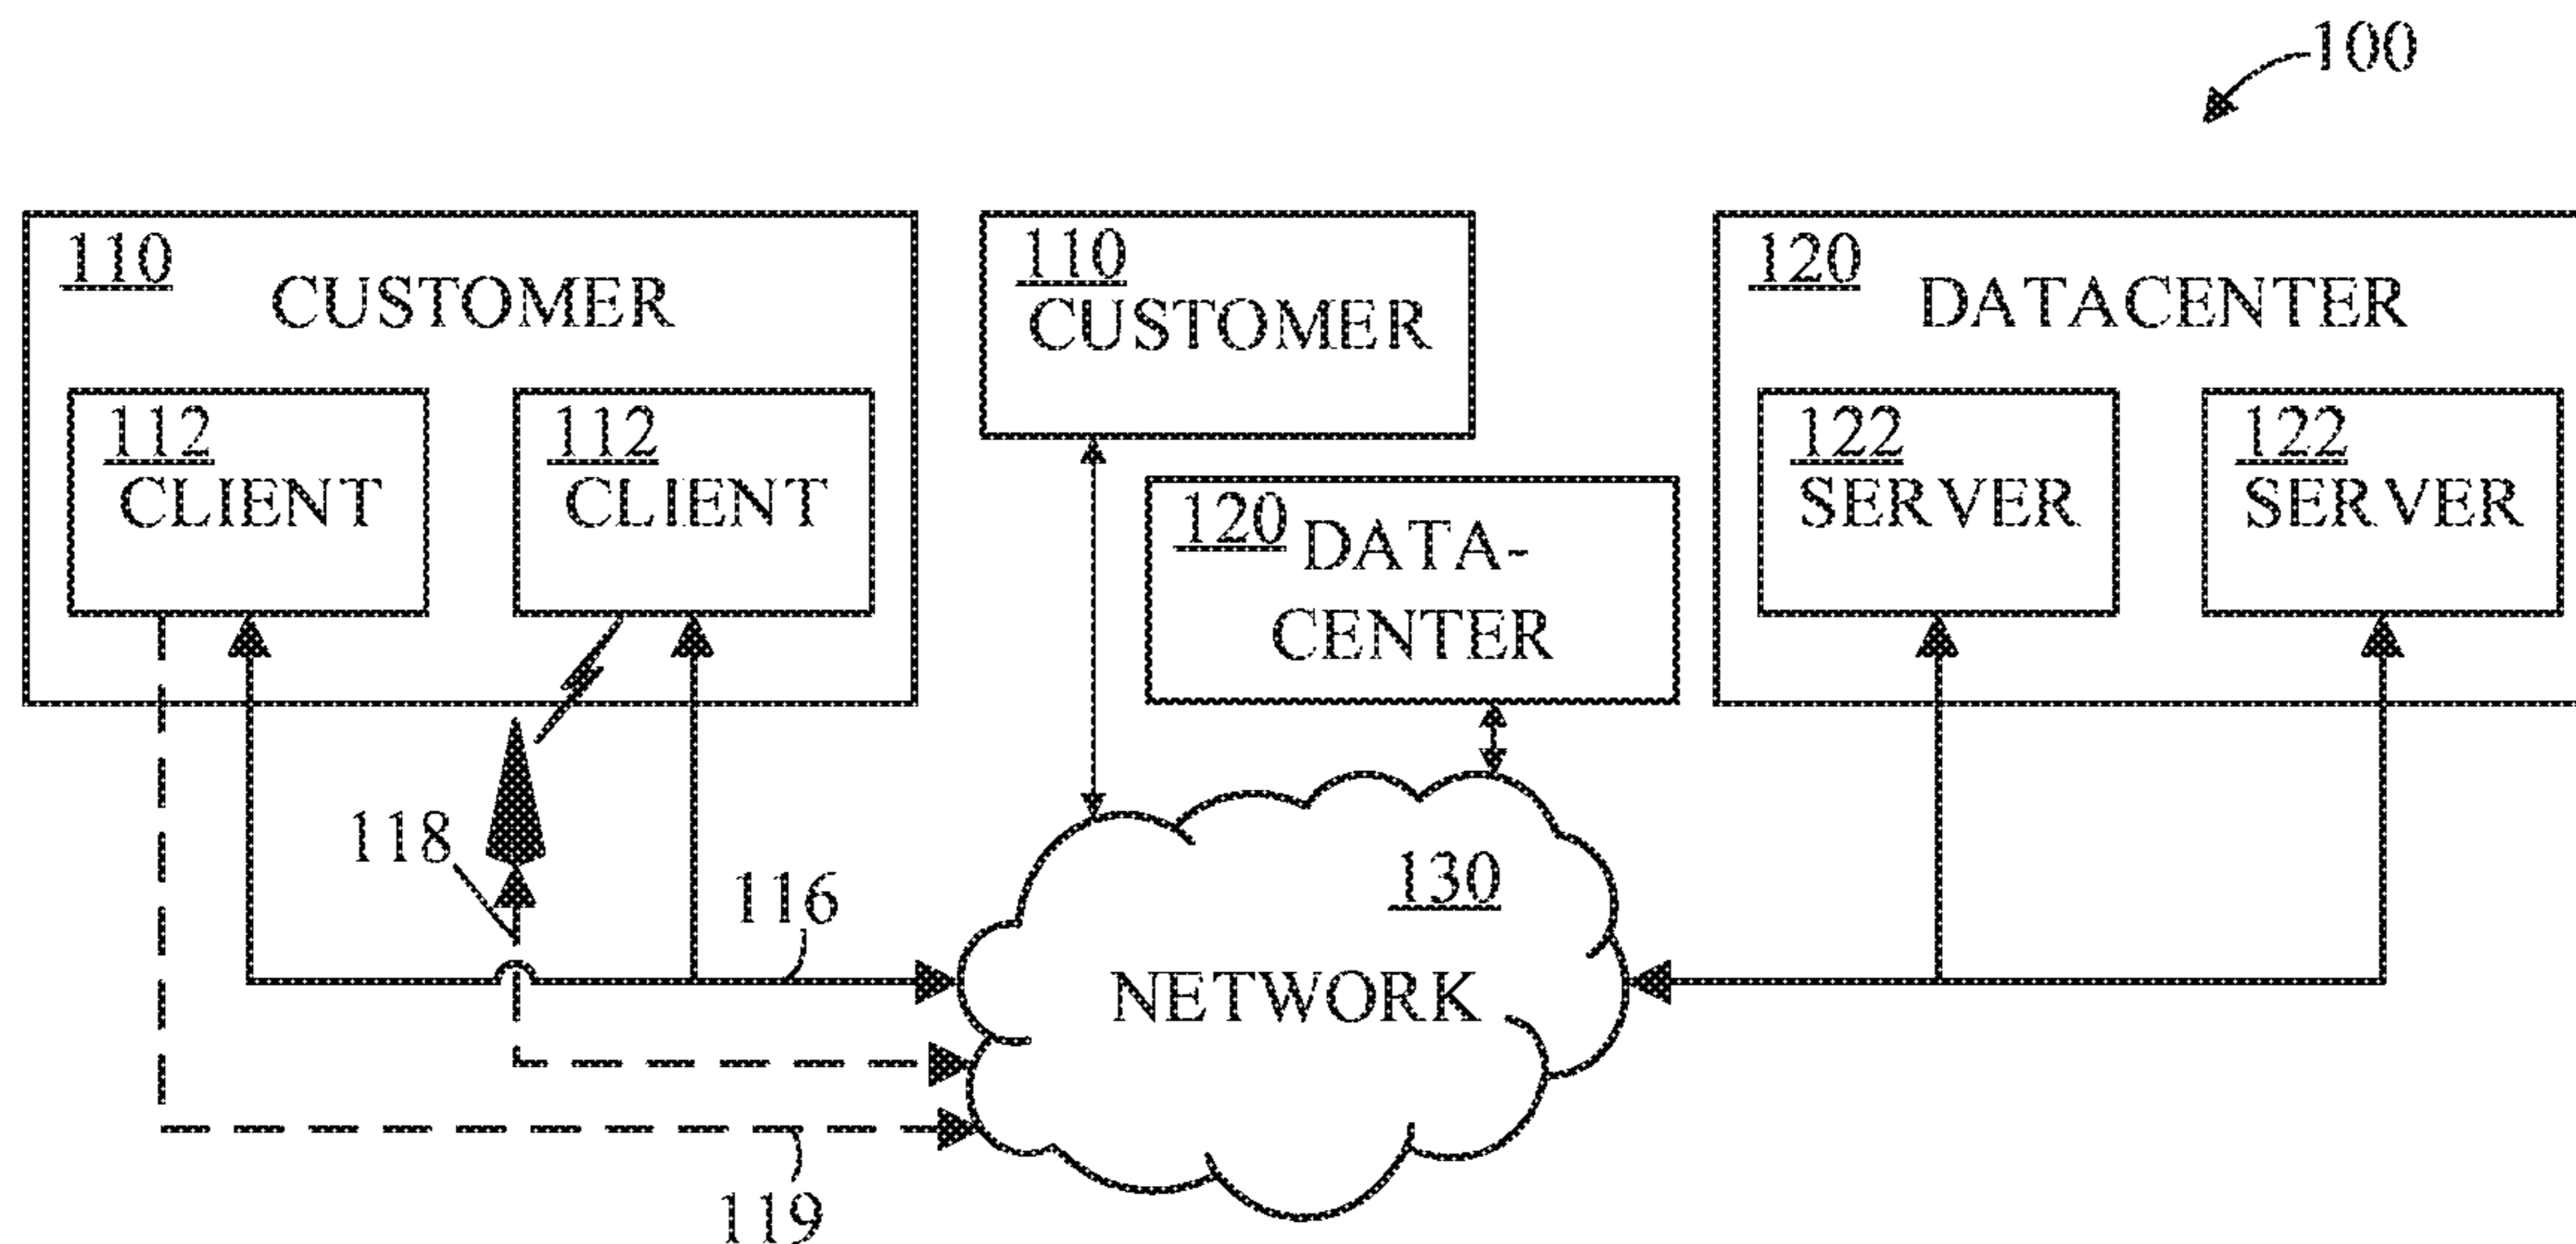 100
110
CUSTOMER
112
CLIENT
112
CLIENT
110
CUSTOMER
120
DATA-
CENTER
120
DATACENTER
122
SERVER
122
SERVER
118
116
130
NETWORK
119